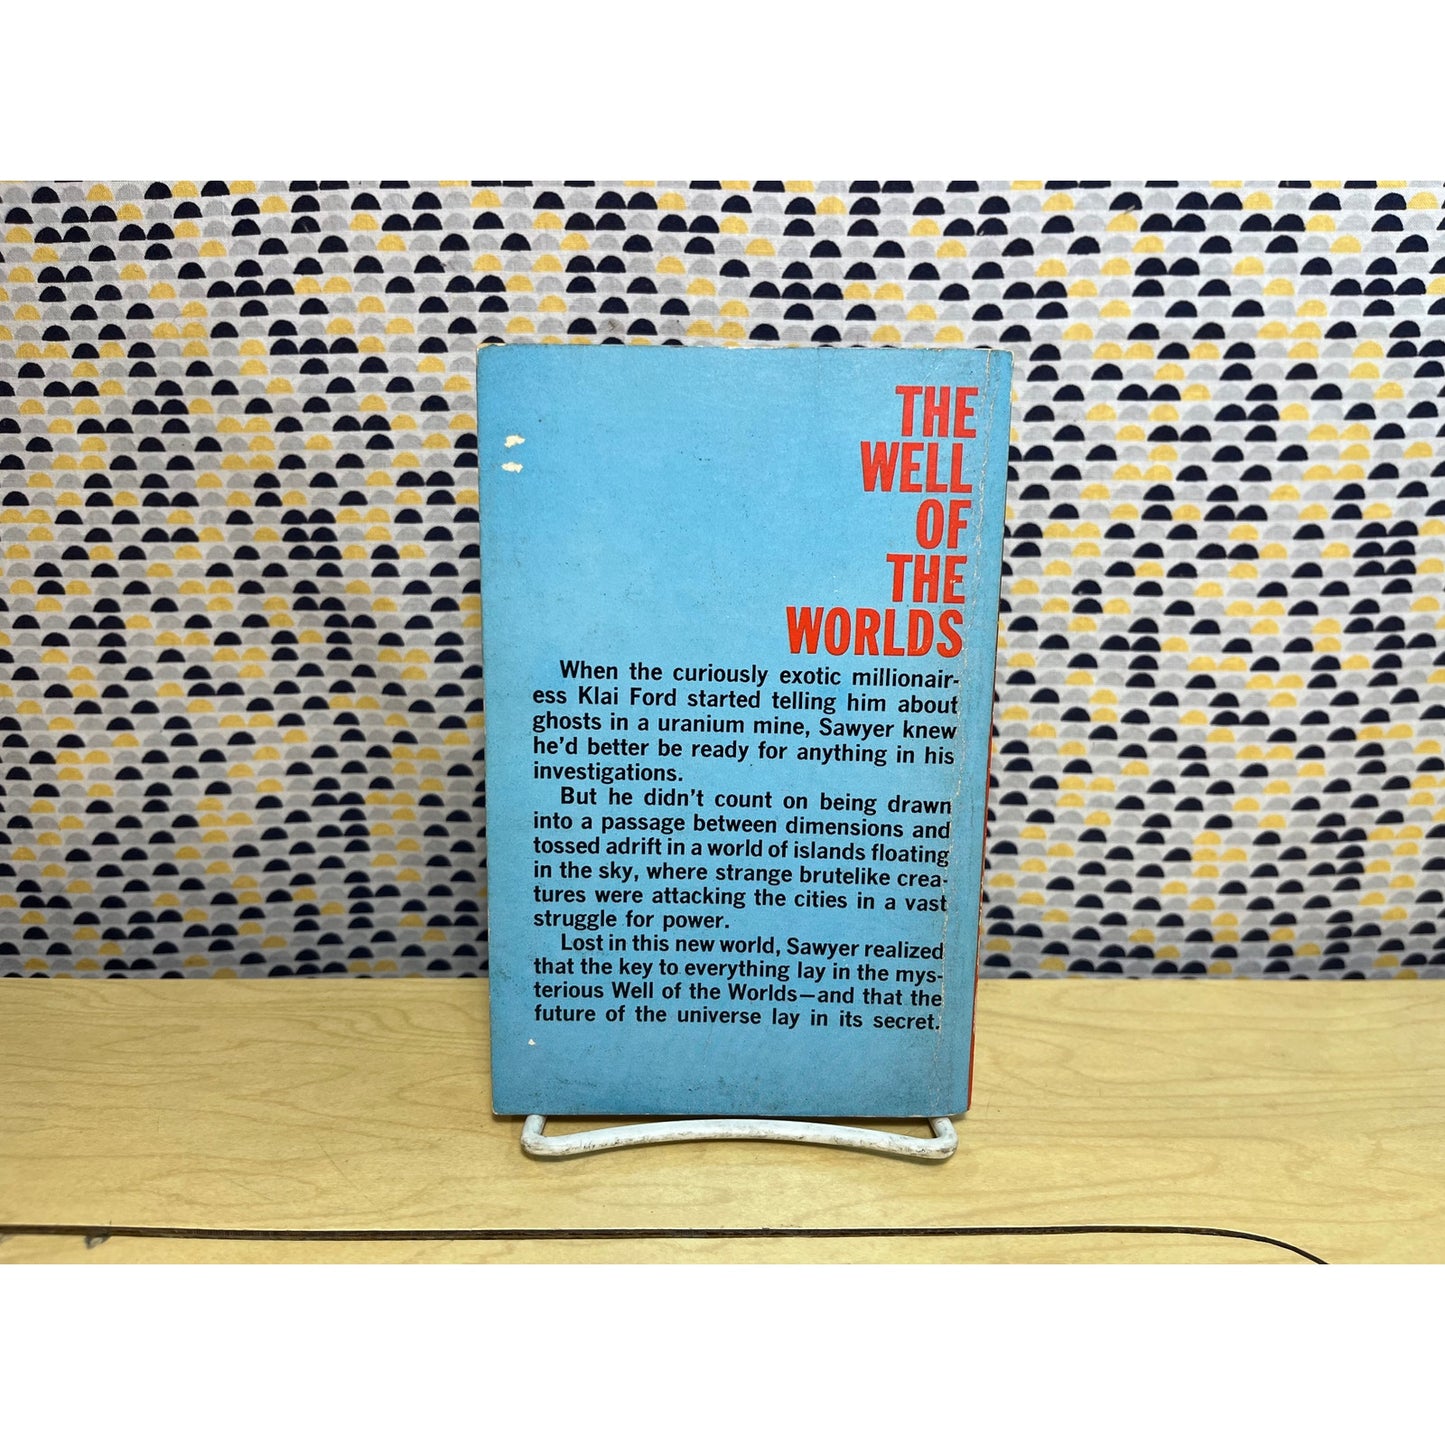 THE
WELL
OF
THE
WORLDS
When the curiously exotic millionair-
ess Klai Ford started telling him about
ghosts in a uranium mine, Sawyer knew
he'd better be ready for anything in his
investigations.
But he didn't count on being drawn
into a passage between dimensions and
tossed adrift in a world of islands floating
in the sky, where strange brutelike crea-
tures were attacking the cities in a vast
struggle for power.
Lost in this new world, Sawyer realized
that the key to everything lay in the mys-
terious Well of the Worlds—and that the
future of the universe lay in its secret.